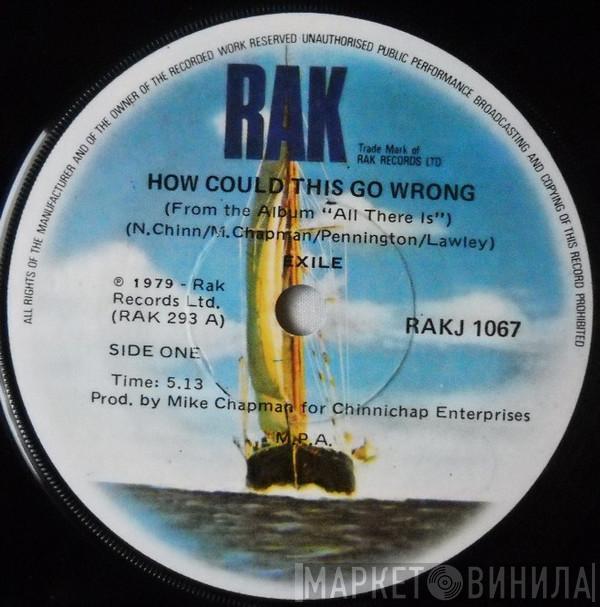 ALL RIGHTS OF THE MANUFACTURER AND OF THE OWNER OF THE RECORDED WORK RESERVED UNAUTHORISED PUBLIC PERFORMANCE BROADCASTING AND COPYING OF THIS RECORD PROHIBITED
RAK
Trade Mark of
RAK RECORDS LTD
HOW COULD THIS GO WRONG
(From the Album "All There Is")
(N.Chinn/M.Chapman/Pennington/Lawley)
EXILE
℗ 1979 - Rak
Records Ltd.
(RAK 293 A)
RAKJ 1067
SIDE ONE
Time: 5.13
Prod. by Mike Chapman for Chinnichap Enterprises
M.P.A.
МАРКЕТ ВИНИЛА